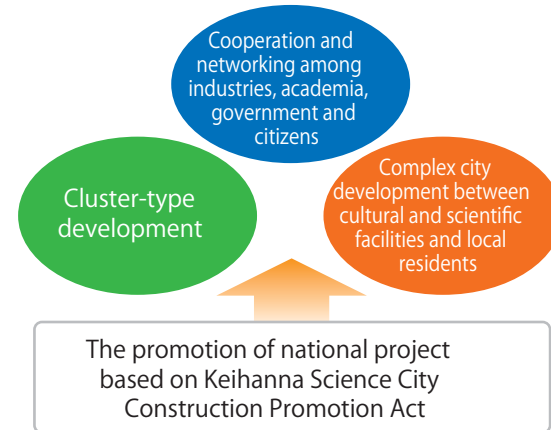 Cooperation and
networking among
industries, academia,
government and
citizens
Cluster-type
development
Complex city
development between
cultural and scientific
facilities and local
residents
The promotion of national project
based on Keihanna Science City
Construction Promotion Act